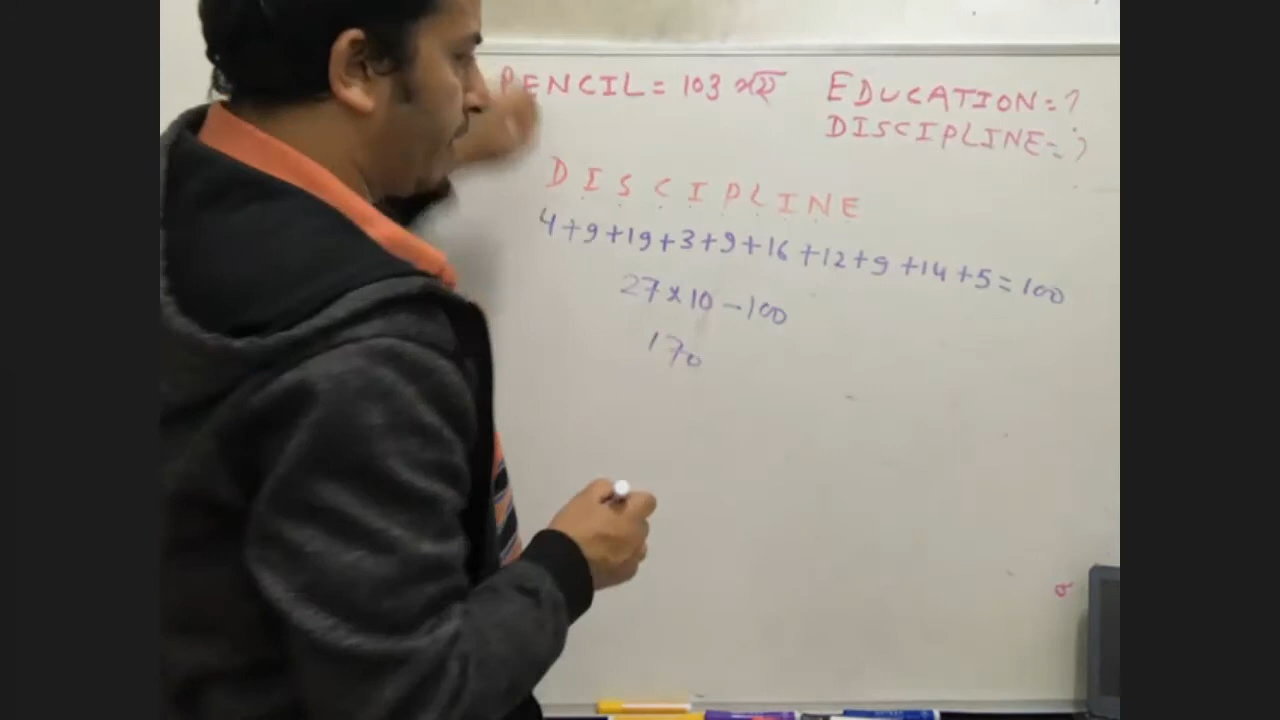 PENCIL = 103 भए
EDUCATION = ?
DISCIPLINE = ?
DISCIPLINE
4+9+19+3+9+16+12+9+14+5=100
27×10-100
170